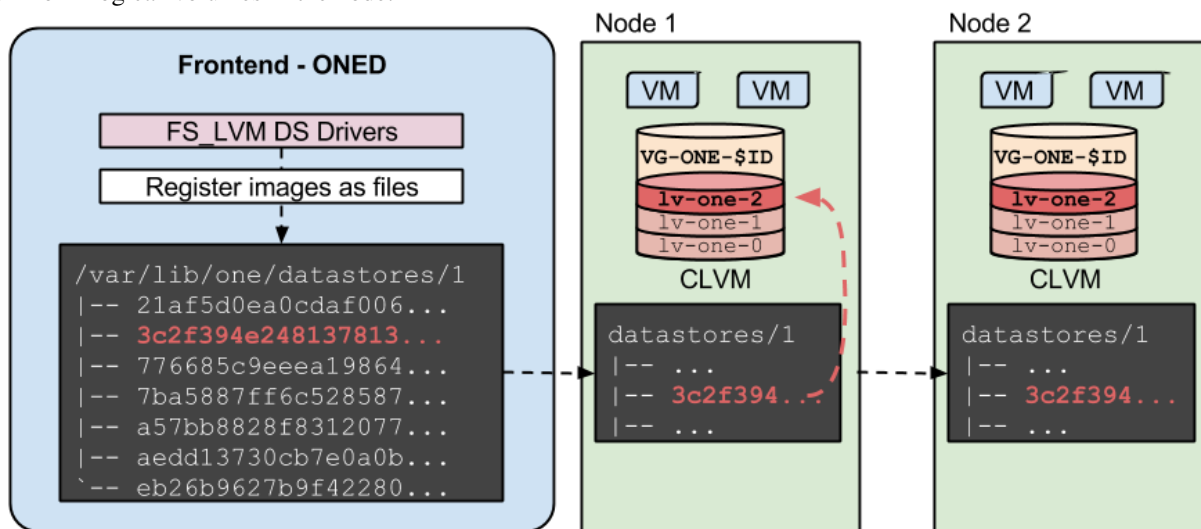 Node 1
Node 2
Frontend - ONED
FS_LVM DS Drivers
Register images as files
/var/lib/one/datastores/1
|-- 21af5d0ea0cdaf006...
|-- 3c2f394e248137813...
|-- 776685c9eeea19864...
|-- 7ba5887ff6c528587...
|-- a57bb8828f8312077...
|-- aedd13730cb7e0a0b...
`-- eb26b9627b9f42280...
VM VM
VG-ONE-$ID
lv-one-2
lv-one-1
lv-one-0
CLVM
datastores/1
|-- ...
|-- 3c2f394...
|-- ...
VM VM
VG-ONE-$ID
lv-one-2
lv-one-1
lv-one-0
CLVM
datastores/1
|-- ...
|-- 3c2f394...
|-- ...